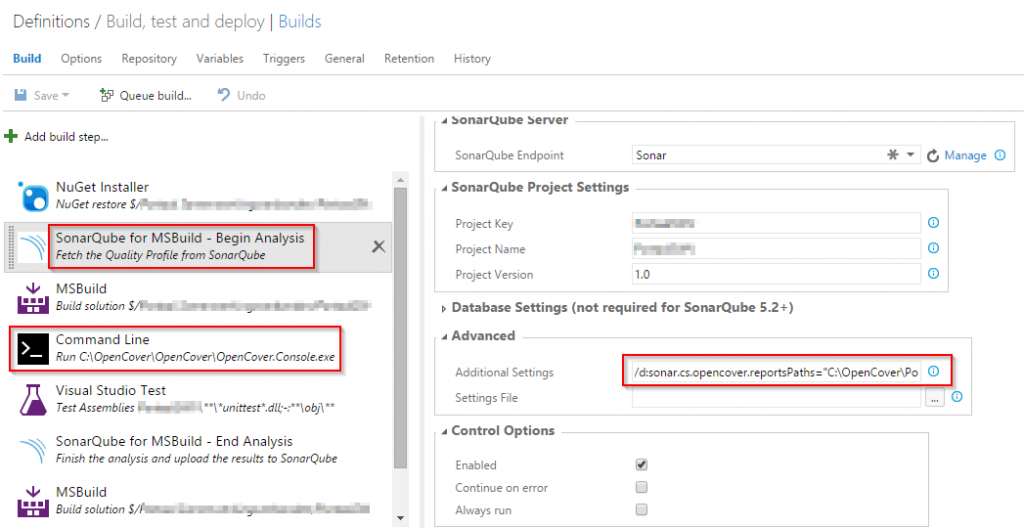 Definitions / Build, test and deploy | Builds
Build Options Repository Variables Triggers General Retention History
Save Queue build... Undo
Add build step...
NuGet Installer
NuGet restore $/
SonarQube for MSBuild - Begin Analysis
Fetch the Quality Profile from SonarQube
MSBuild
Build solution $/
Command Line
Run C:\OpenCover\OpenCover\OpenCover.Console.exe
Visual Studio Test
Test Assemblies \**\*unittest*.dll;-:**\obj\**
SonarQube for MSBuild - End Analysis
Finish the analysis and upload the results to SonarQube
MSBuild
Build solution $/
SonarQube Server
SonarQube Endpoint Sonar Manage
SonarQube Project Settings
Project Key
Project Name
Project Version 1.0
Database Settings (not required for SonarQube 5.2+)
Advanced
Additional Settings /d:sonar.cs.opencover.reportsPaths="C:\OpenCover\Po
Settings File ...
Control Options
Enabled
Continue on error
Always run